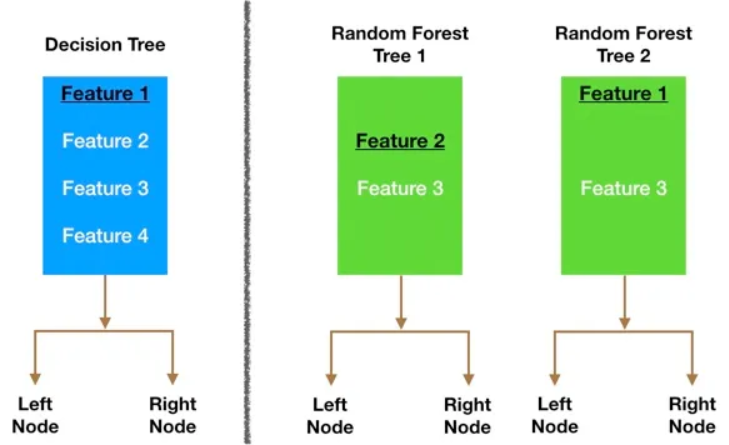 Decision Tree
Feature 1
Feature 2
Feature 3
Feature 4
Left
Node
Right
Node
Random Forest
Tree 1
Feature 2
Feature 3
Left
Node
Right
Node
Random Forest
Tree 2
Feature 1
Feature 3
Left
Node
Right
Node